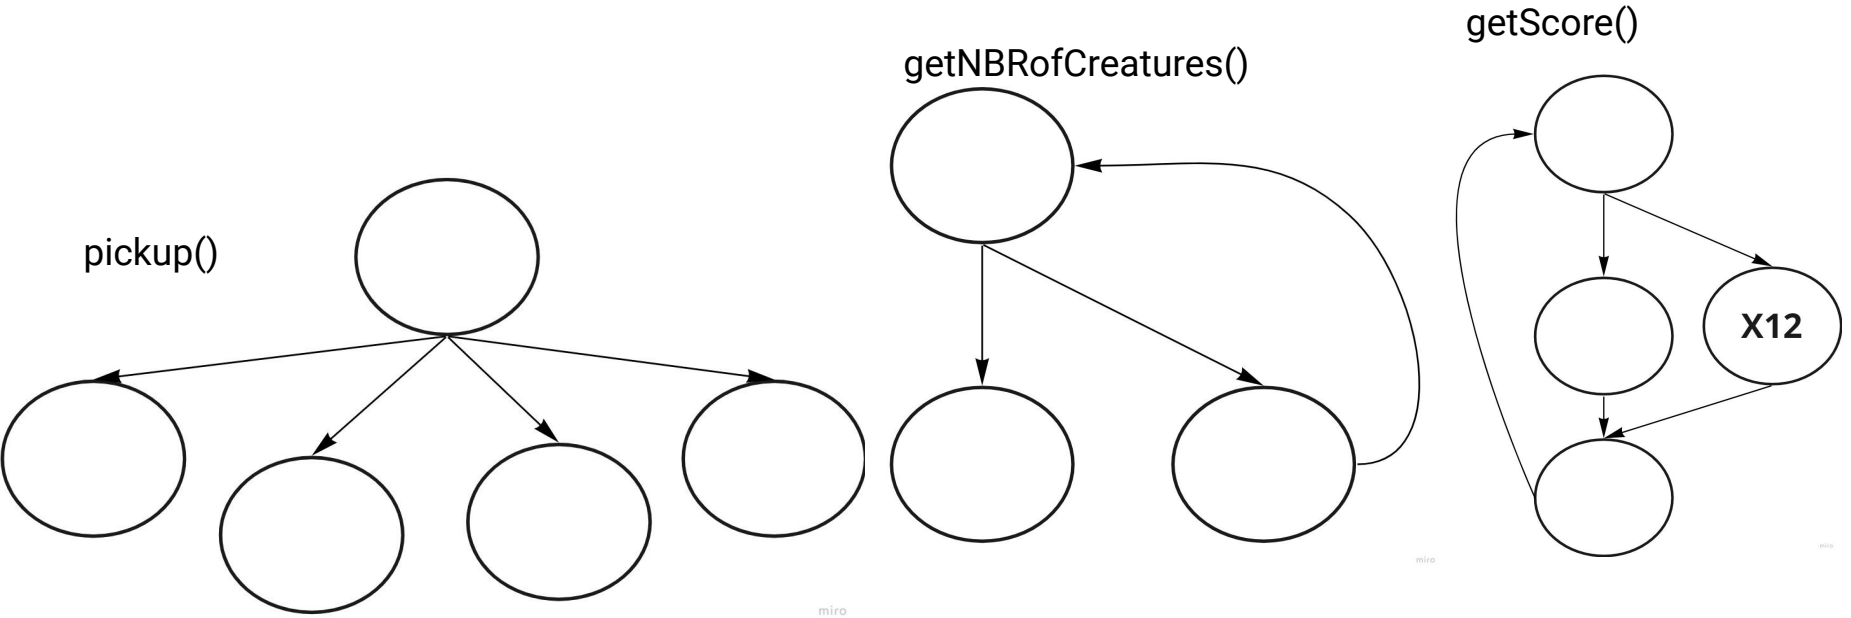 getScore()
getNBRofCreatures()
pickup()
X12
miro
miro
miro